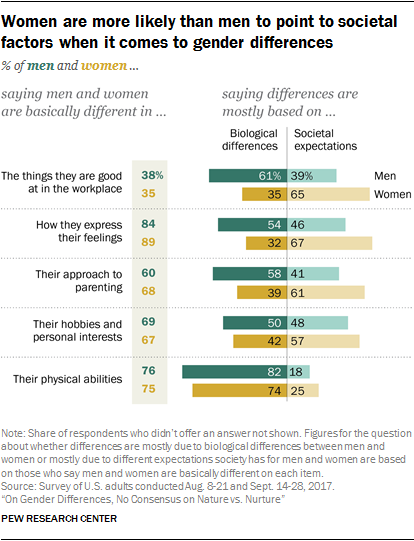 Women are more likely than men to point to societal
factors when it comes to gender differences
% of men and women ...
saying men and women
are basically different in ...
saying differences are
mostly based on ...
Biological
differences
Societal
expectations
The things they are good
at in the workplace
38%
35
61% 39% Men
35 65 Women
How they express
their feelings
84
89
54 46
32 67
Their approach to
parenting
60
68
58 41
39 61
Their hobbies and
personal interests
69
67
50 48
42 57
Their physical abilities
76
75
82 18
74 25
Note: Share of respondents who didn't offer an answer not shown. Figures for the question
about whether differences are mostly due to biological differences between men and
women or mostly due to different expectations society has for men and women are based
on those who say men and women are basically different on each item.
Source: Survey of U.S. adults conducted Aug. 8-21 and Sept. 14-28, 2017.
"On Gender Differences, No Consensus on Nature vs. Nurture"
PEW RESEARCH CENTER